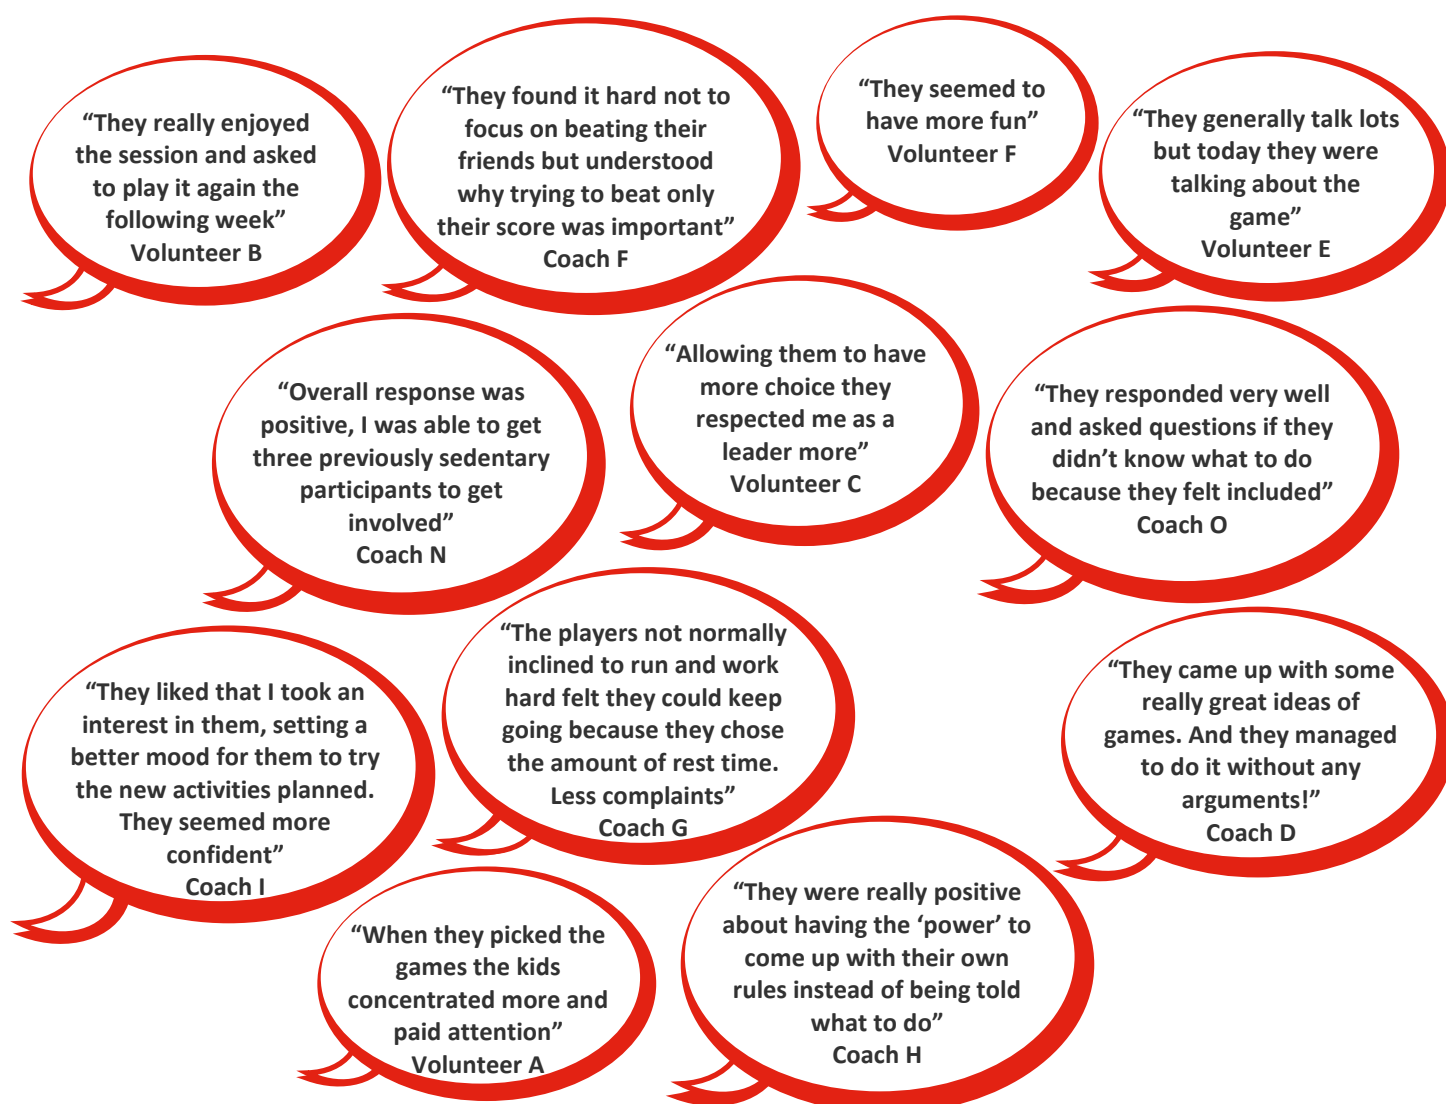 “They really enjoyed
the session and asked
to play it again the
following week”
Volunteer B
“They found it hard not to
focus on beating their
friends but understood
why trying to beat only
their score was important”
Coach F
“They seemed to
have more fun”
Volunteer F
“They generally talk lots
but today they were
talking about the
game”
Volunteer E
“Overall response was
positive, I was able to get
three previously sedentary
participants to get
involved”
Coach N
“Allowing them to have
more choice they
respected me as a
leader more”
Volunteer C
“They responded very well
and asked questions if they
didn’t know what to do
because they felt included”
Coach O
“They liked that I took an
interest in them, setting a
better mood for them to try
the new activities planned.
They seemed more
confident”
Coach I
“The players not normally
inclined to run and work
hard felt they could keep
going because they chose
the amount of rest time.
Less complaints”
Coach G
“They came up with some
really great ideas of
games. And they managed
to do it without any
arguments!”
Coach D
“When they picked the
games the kids
concentrated more and
paid attention”
Volunteer A
“They were really positive
about having the ‘power’ to
come up with their own
rules instead of being told
what to do”
Coach H